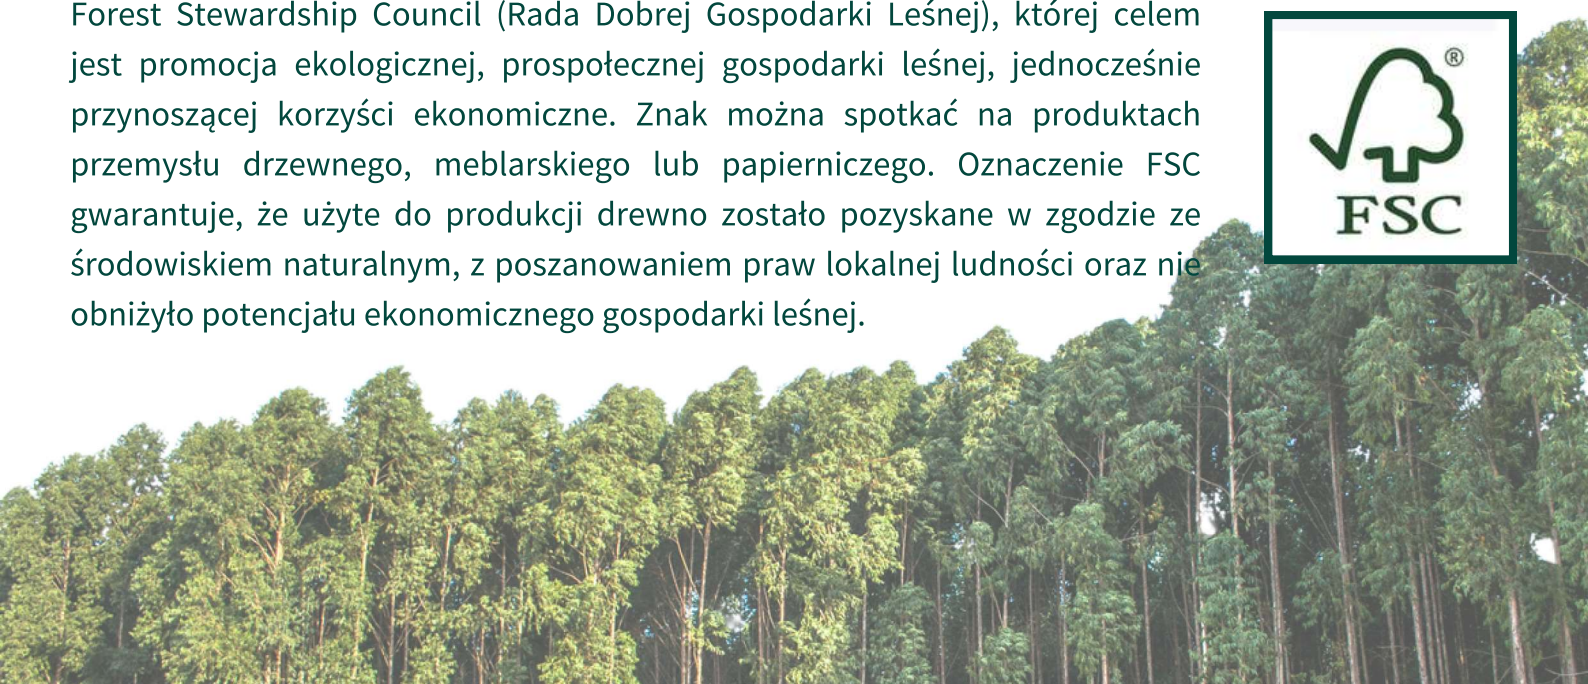 Forest Stewardship Council (Rada Dobrej Gospodarki Leśnej), której celem
jest promocja ekologicznej, prospołecznej gospodarki leśnej, jednocześnie
przynoszącej korzyści ekonomiczne. Znak można spotkać na produktach
przemysłu drzewnego, meblarskiego lub papierniczego. Oznaczenie FSC
gwarantuje, że użyte do produkcji drewno zostało pozyskane w zgodzie ze
środowiskiem naturalnym, z poszanowaniem praw lokalnej ludności oraz nie
obniżyło potencjału ekonomicznego gospodarki leśnej.
®
FSC